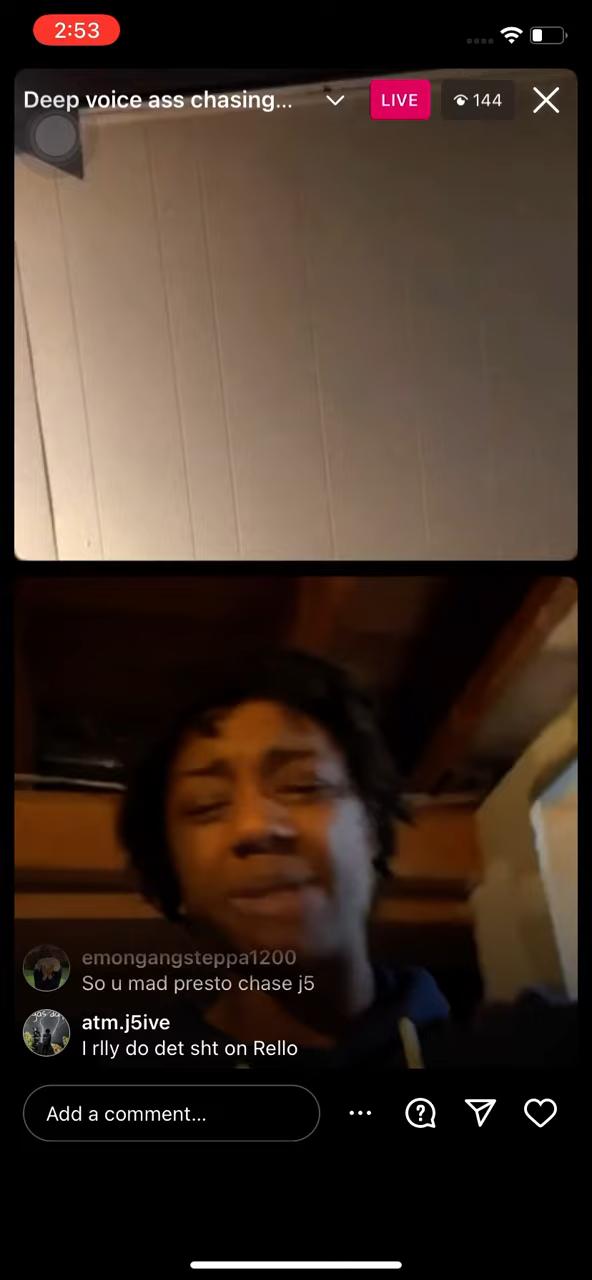 2:53
Deep voice ass chasing...
LIVE
144
emongangsteppa1200
So u mad presto chase j5
atm.j5ive
I rlly do det sht on Rello
Add a comment...